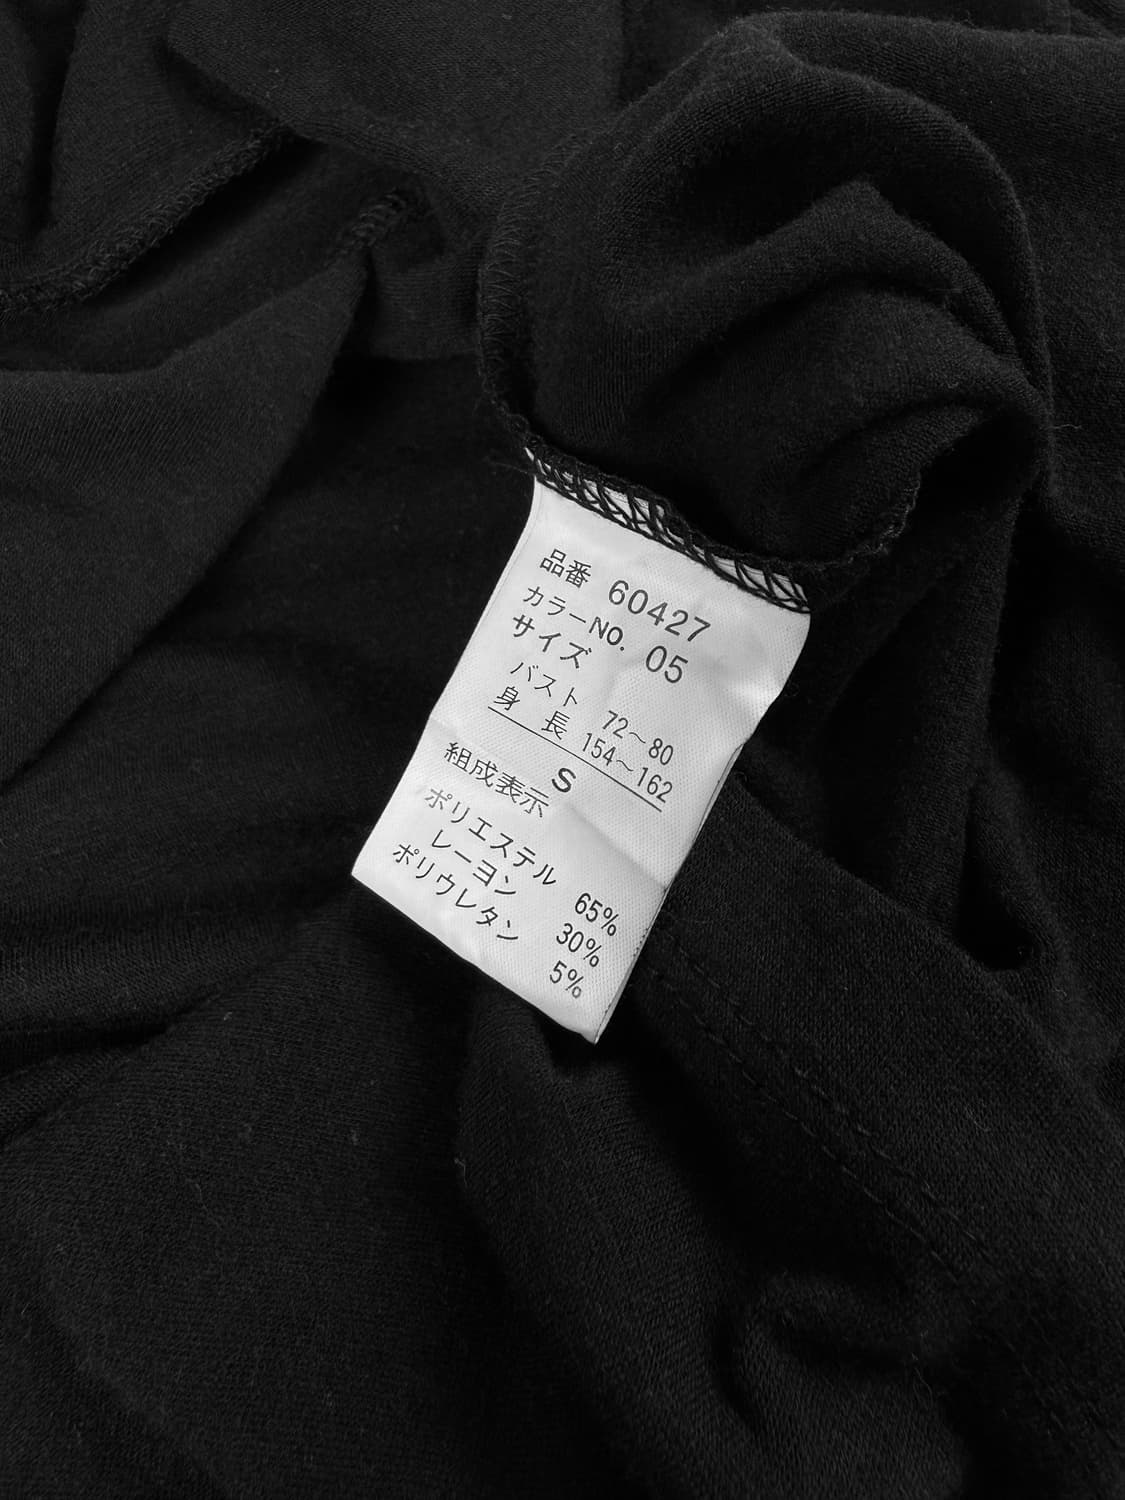 品番 60427
カラーNO. 05
サイズ
バスト 72～80
身 長 154～162
S
組成表示
ポリエステル 65%
レーヨン 30%
ポリウレタン 5%